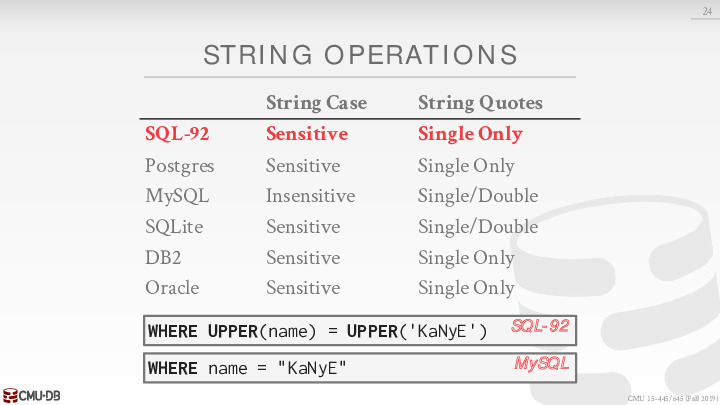 24
STRING OPERATIONS
String Case String Quotes
SQL-92 Sensitive Single Only
Postgres Sensitive Single Only
MySQL Insensitive Single/Double
SQLite Sensitive Single/Double
DB2 Sensitive Single Only
Oracle Sensitive Single Only
WHERE UPPER(name) = UPPER('KaNyE') SQL-92
WHERE name = "KaNyE" MySQL
CMU·DB
CMU 15-445/645 (Fall 2019)